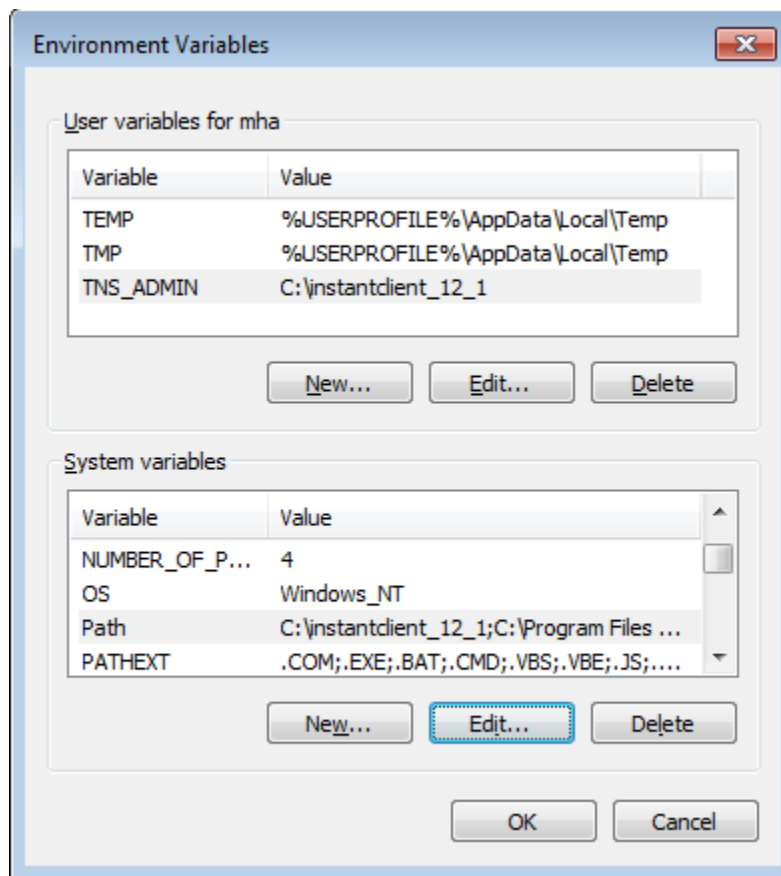 Environment Variables
User variables for mha
Variable Value
TEMP %USERPROFILE%\AppData\Local\Temp
TMP %USERPROFILE%\AppData\Local\Temp
TNS_ADMIN C:\instantclient_12_1
New... Edit... Delete
System variables
Variable Value
NUMBER_OF_P... 4
OS Windows_NT
Path C:\instantclient_12_1;C:\Program Files ...
PATHEXT .COM;.EXE;.BAT;.CMD;.VBS;.VBE;.JS;....
New... Edit... Delete
OK Cancel